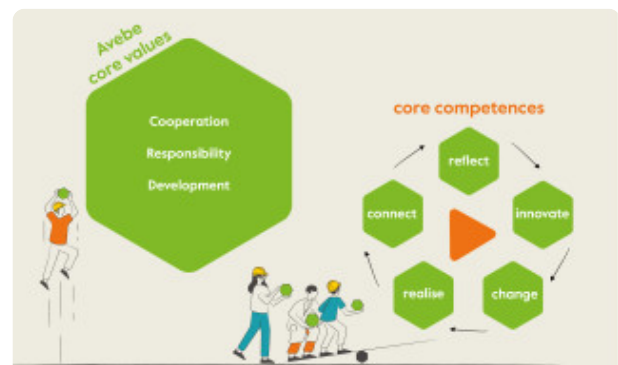 Avebe
core values
Cooperation
Responsibility
Development
core competences
reflect
connect
innovate
realise
change